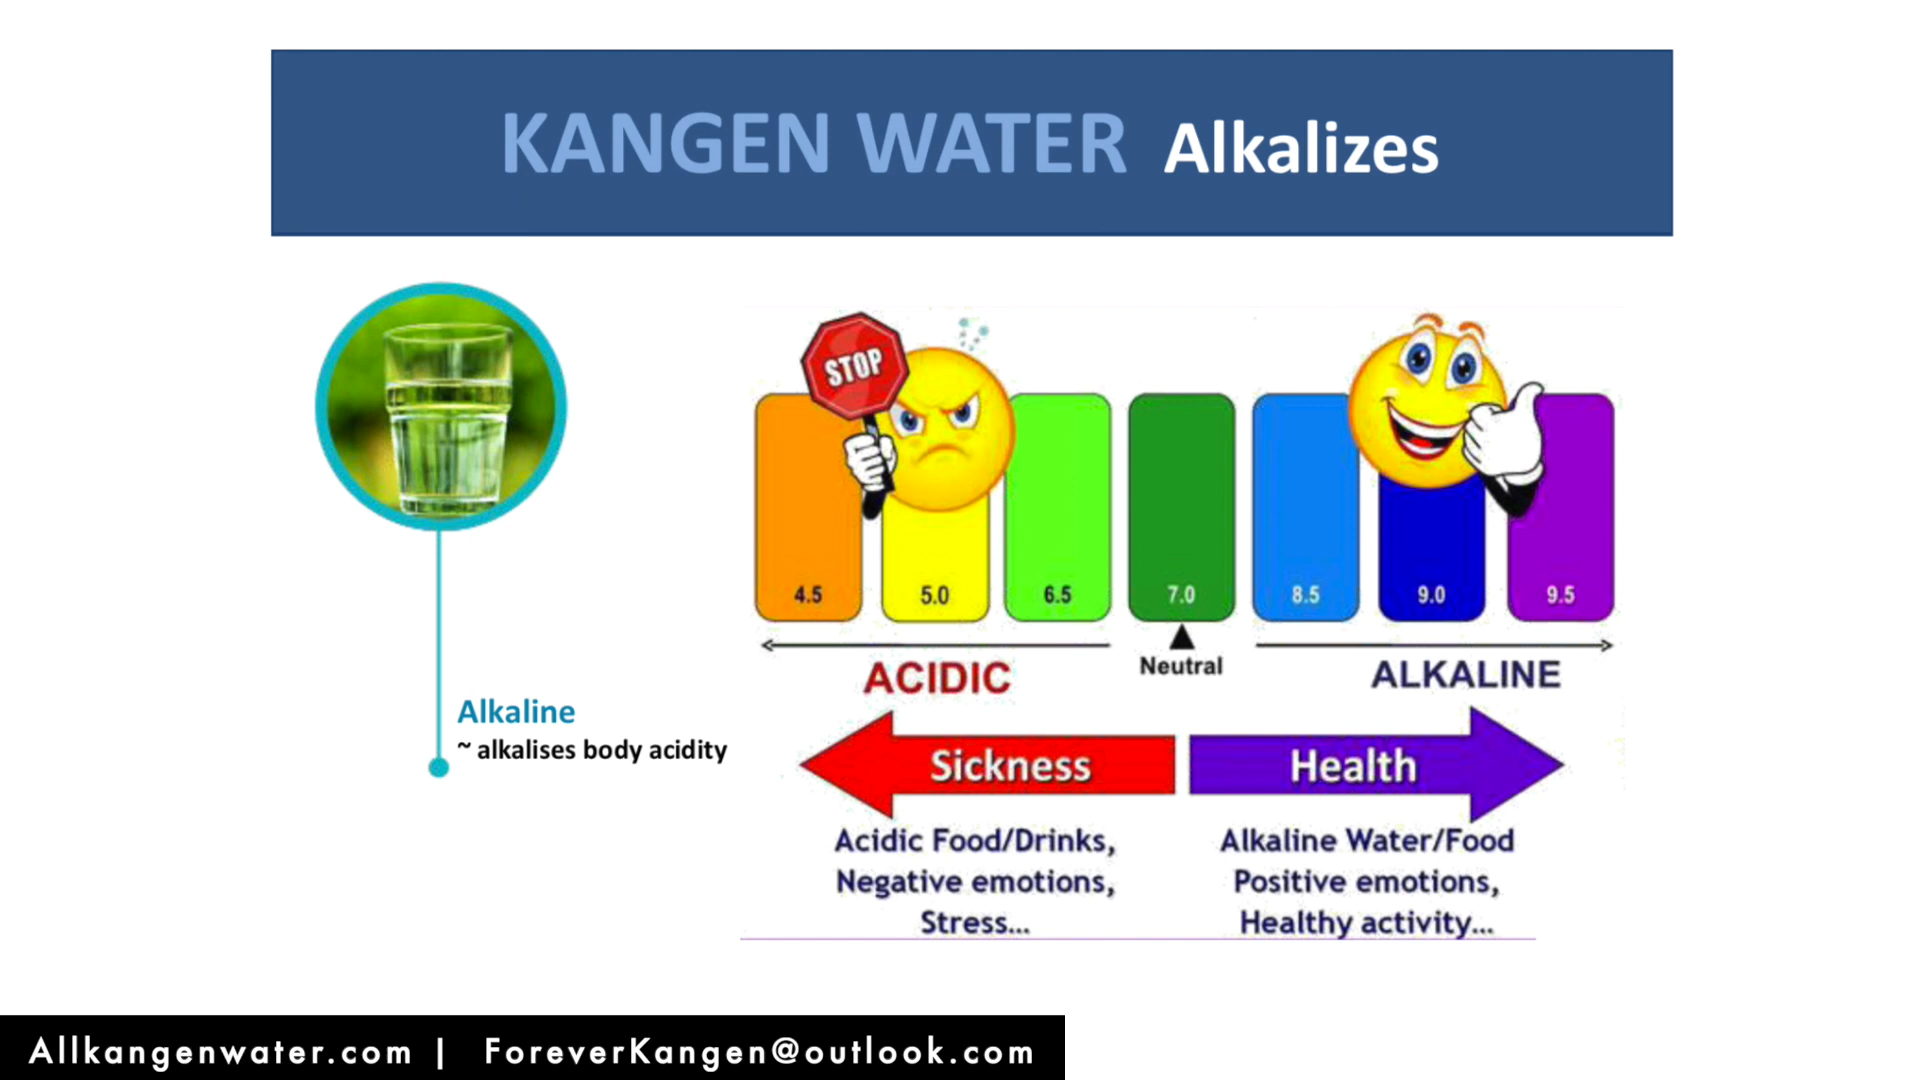 KANGEN WATER Alkalizes
STOP
4.5 5.0 6.5 7.0 8.5 9.0 9.5
ACIDIC Neutral ALKALINE
Alkaline
~ alkalises body acidity
Sickness Health
Acidic Food/Drinks,
Negative emotions,
Stress...
Alkaline Water/Food
Positive emotions,
Healthy activity...
Allkangenwater.com | ForeverKangen@outlook.com